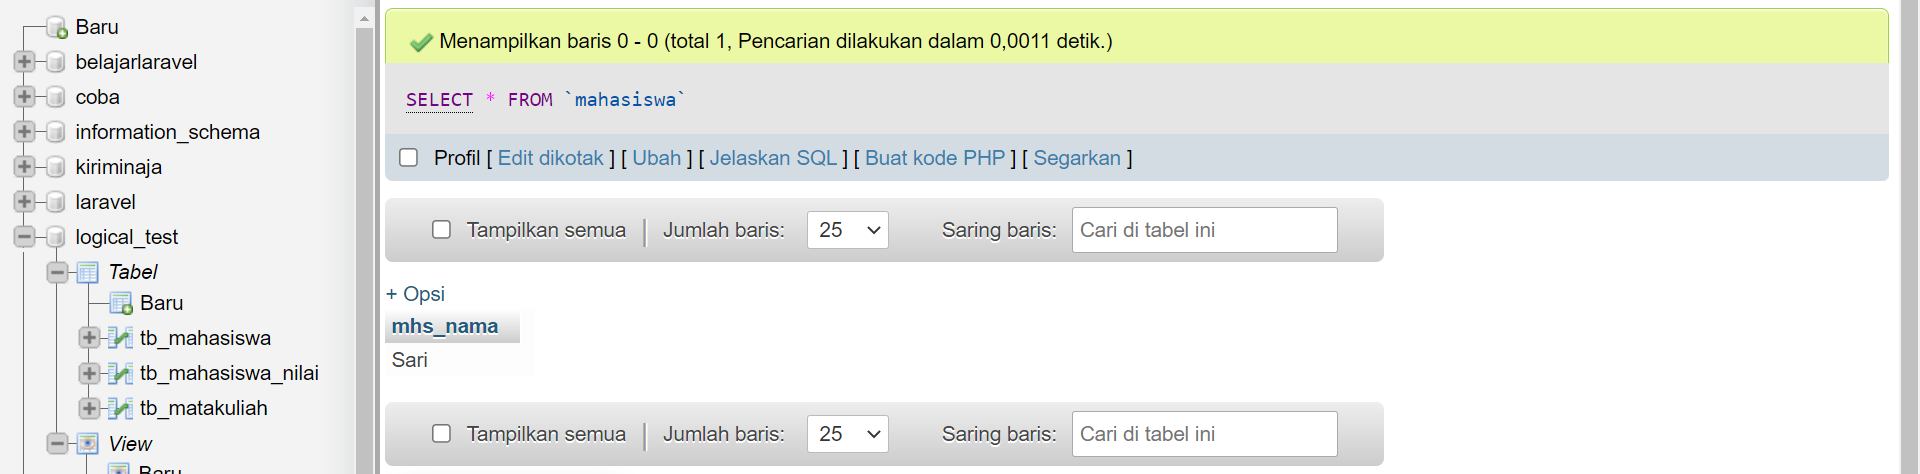 Baru
belajarlaravel
coba
information_schema
kiriminaja
laravel
logical_test
Tabel
Baru
tb_mahasiswa
tb_mahasiswa_nilai
tb_matakuliah
View
Baru
Menampilkan baris 0 - 0 (total 1, Pencarian dilakukan dalam 0,0011 detik.)
SELECT * FROM `mahasiswa`
Profil [ Edit dikotak ] [ Ubah ] [ Jelaskan SQL ] [ Buat kode PHP ] [ Segarkan ]
Tampilkan semua | Jumlah baris: 25 Saring baris: Cari di tabel ini
+ Opsi
mhs_nama
Sari
Tampilkan semua | Jumlah baris: 25 Saring baris: Cari di tabel ini